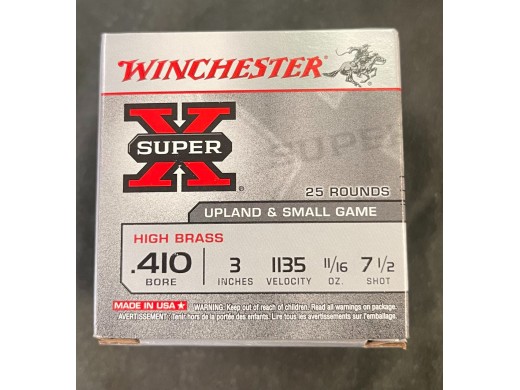 WINCHESTER
SUPER X
SUPER
25 ROUNDS
UPLAND & SMALL GAME
HIGH BRASS
.410 3 1135 11/16 7 1/2
BORE INCHES VELOCITY OZ. SHOT
MADE IN USA ★ WARNING: Keep out of reach of children. Read all warnings on package.
AVERTISSEMENT: Tenir hors de la portée des enfants. Lire tous les avertissements sur l'emballage.